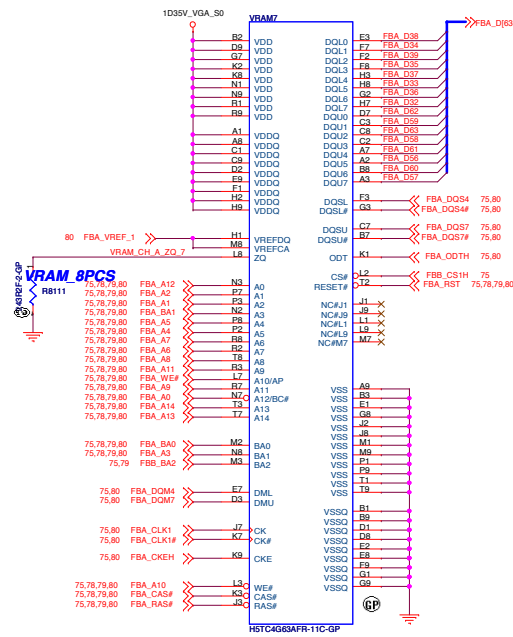 1D35V_VGA_S0
VRAM7
FBA_D[63
B2 VDD DQL0 E3 FBA_D38
D9 VDD DQL1 F7 FBA_D34
G7 VDD DQL2 F2 FBA_D39
K2 VDD DQL3 F8 FBA_D35
K8 VDD DQL4 H3 FBA_D37
N1 VDD DQL5 H8 FBA_D33
N9 VDD DQL6 G2 FBA_D36
R1 VDD DQL7 H7 FBA_D32
R9 VDD DQU0 D7 FBA_D62
DQU1 C3 FBA_D59
A1 VDDQ DQU2 C8 FBA_D63
A8 VDDQ DQU3 C2 FBA_D58
C1 VDDQ DQU4 A7 FBA_D61
C9 VDDQ DQU5 A2 FBA_D56
D2 VDDQ DQU6 B8 FBA_D60
E9 VDDQ DQU7 A3 FBA_D57
F1 VDDQ
H2 VDDQ DQSL F3 FBA_DQS4 75,80
H9 VDDQ DQSL# G3 FBA_DQS4# 75,80
DQSU C7 FBA_DQS7 75,80
80 FBA_VREF_1 H1 VREFDQ DQSU# B7 FBA_DQS7# 75,80
M8 VREFCA
VRAM_CH_A_ZQ_7 L8 ZQ ODT K1 FBA_ODTH 75,80
VRAM_8PCS
CS# L2 FBB_CS1H 75
R8111
75,78,79,80 FBA_A12 N3 A0 RESET# T2 FBA_RST 75,78,79,80
75,78,79,80 FBA_A2 P7 A1
75,78,79,80 FBA_A1 P3 A2 NC#J1 J1
75,78,79,80 FBA_BA1 N2 A3 NC#J9 J9
75,78,79,80 FBA_A5 P8 A4 NC#L1 L1
75,78,79,80 FBA_A4 P2 A5 NC#L9 L9
75,78,79,80 FBA_A7 R8 A6 NC#M7 M7
75,78,79,80 FBA_A6 R2 A7
75,78,79,80 FBA_A8 T8 A8
75,78,79,80 FBA_A11 R3 A9
75,78,79,80 FBA_WE# L7 A10/AP
75,78,79,80 FBA_A9 R7 A11 VSS A9
75,78,79,80 FBA_A0 N7 A12/BC# VSS B3
75,78,79,80 FBA_A14 T3 A13 VSS E1
75,78,79,80 FBA_A13 T7 A14 VSS G8
VSS J2
VSS J8
75,78,79,80 FBA_BA0 M2 BA0 VSS M1
75,78,79,80 FBA_A3 N8 BA1 VSS M9
75,79 FBB_BA2 M3 BA2 VSS P1
VSS P9
VSS T1
75,80 FBA_DQM4 E7 DML VSS T9
75,80 FBA_DQM7 D3 DMU
VSSQ B1
VSSQ B9
75,80 FBA_CLK1 J7 CK VSSQ D1
75,80 FBA_CLK1# K7 CK# VSSQ D8
VSSQ E2
75,80 FBA_CKEH K9 CKE VSSQ E8
VSSQ F9
VSSQ G1
75,78,79,80 FBA_A10 L3 WE# VSSQ G9
75,78,79,80 FBA_CAS# K3 CAS#
75,78,79,80 FBA_RAS# J3 RAS#
GP
H5TC4G63AFR-11C-GP